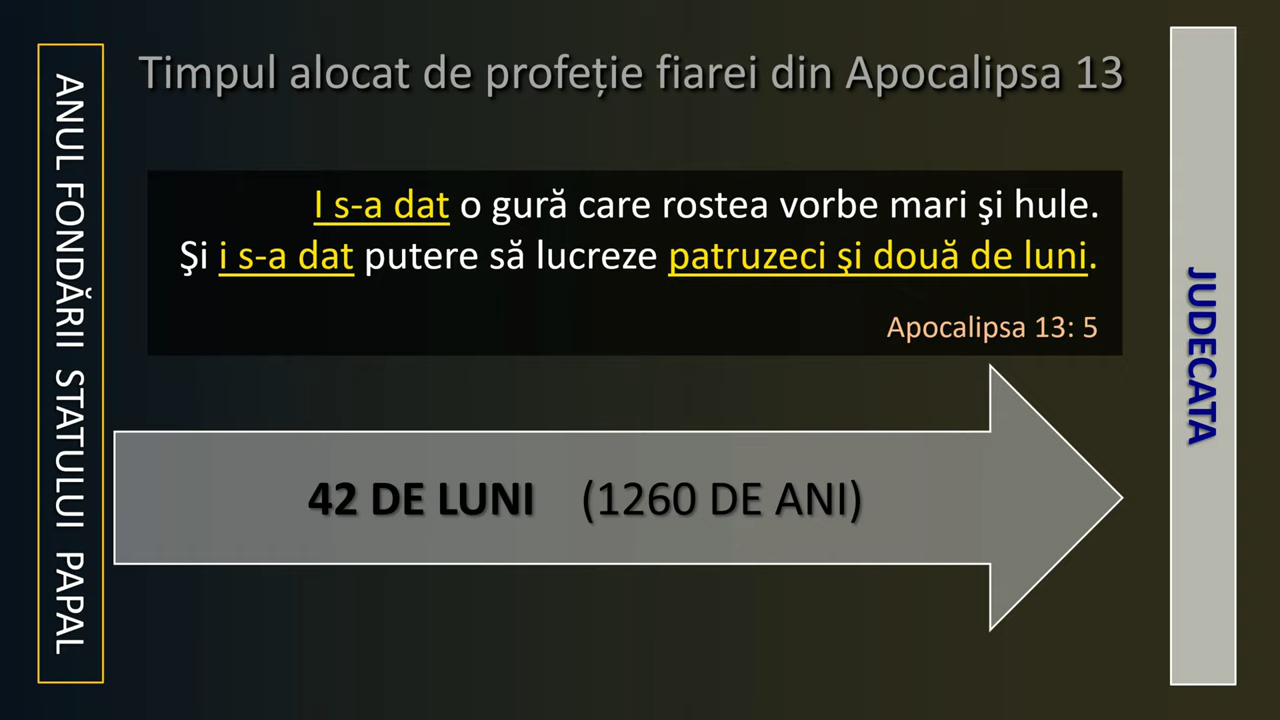 Timpul alocat de profeție fiarei din Apocalipsa 13
ANUL FONDĂRII STATULUI PAPAL
I s-a dat o gură care rostea vorbe mari şi hule.
Şi i s-a dat putere să lucreze patruzeci şi două de luni.
Apocalipsa 13: 5
42 DE LUNI (1260 DE ANI)
JUDECATA